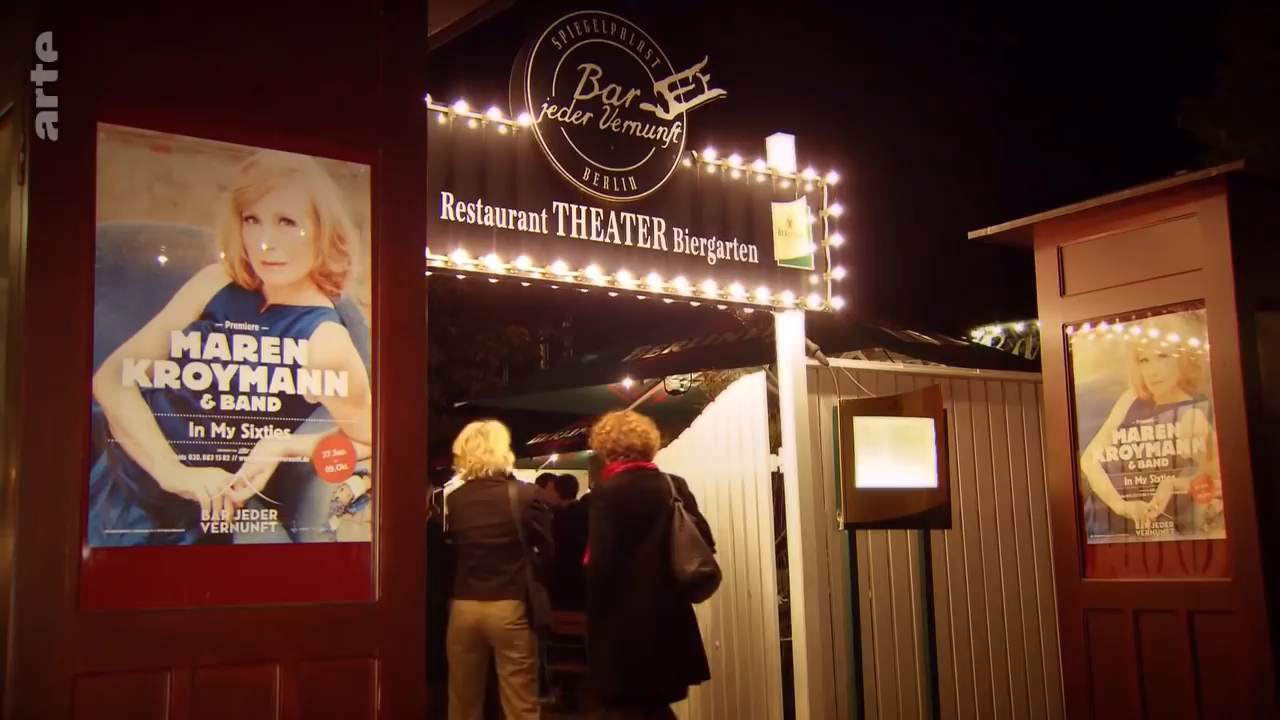 arte
SPIEGELPALAST
Bar
jeder Vernunft
BERLIN
Restaurant THEATER Biergarten
— Premiere —
MAREN
KROYMANN
& BAND
In My Sixties
27. Sep.
—
09. Okt.
BAR JEDER
VERNUNFT
MAREN
KROYMANN
& BAND
In My Sixties
BAR JEDER
VERNUNFT